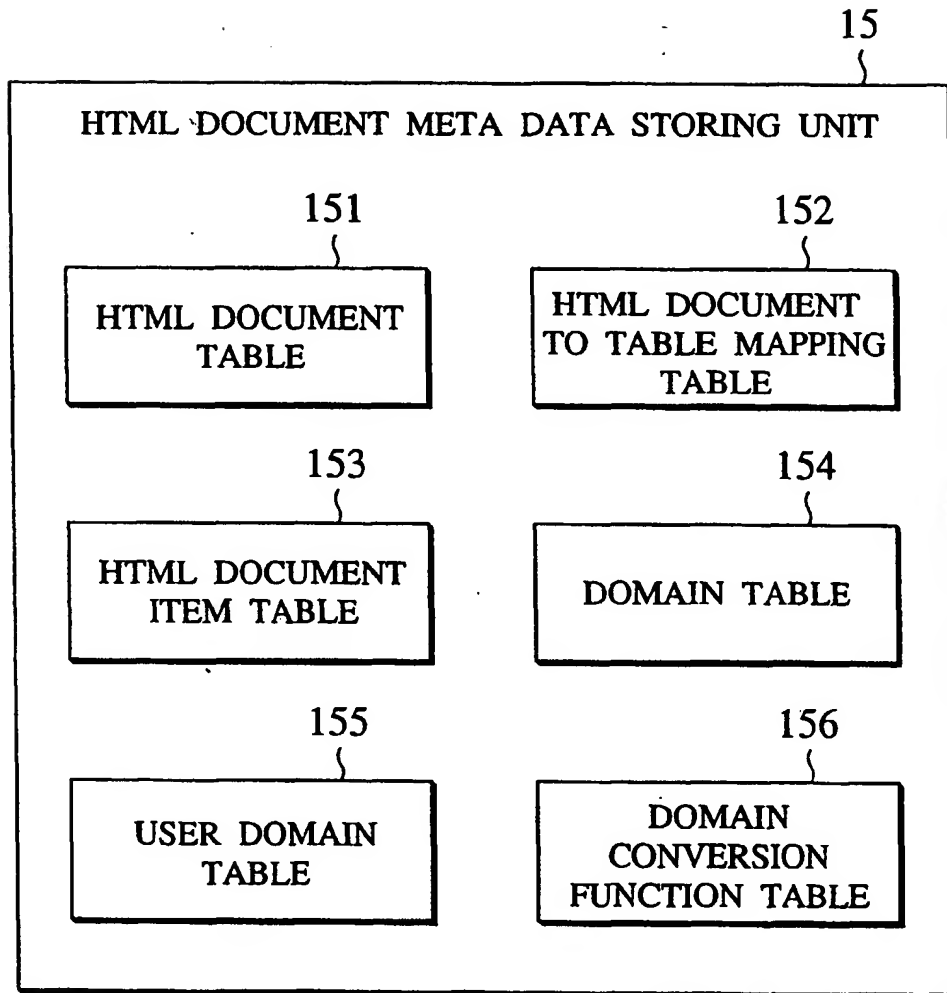 15
HTML DOCUMENT META DATA STORING UNIT
151
HTML DOCUMENT
TABLE
152
HTML DOCUMENT
TO TABLE MAPPING
TABLE
153
HTML DOCUMENT
ITEM TABLE
154
DOMAIN TABLE
155
USER DOMAIN
TABLE
156
DOMAIN
CONVERSION
FUNCTION TABLE